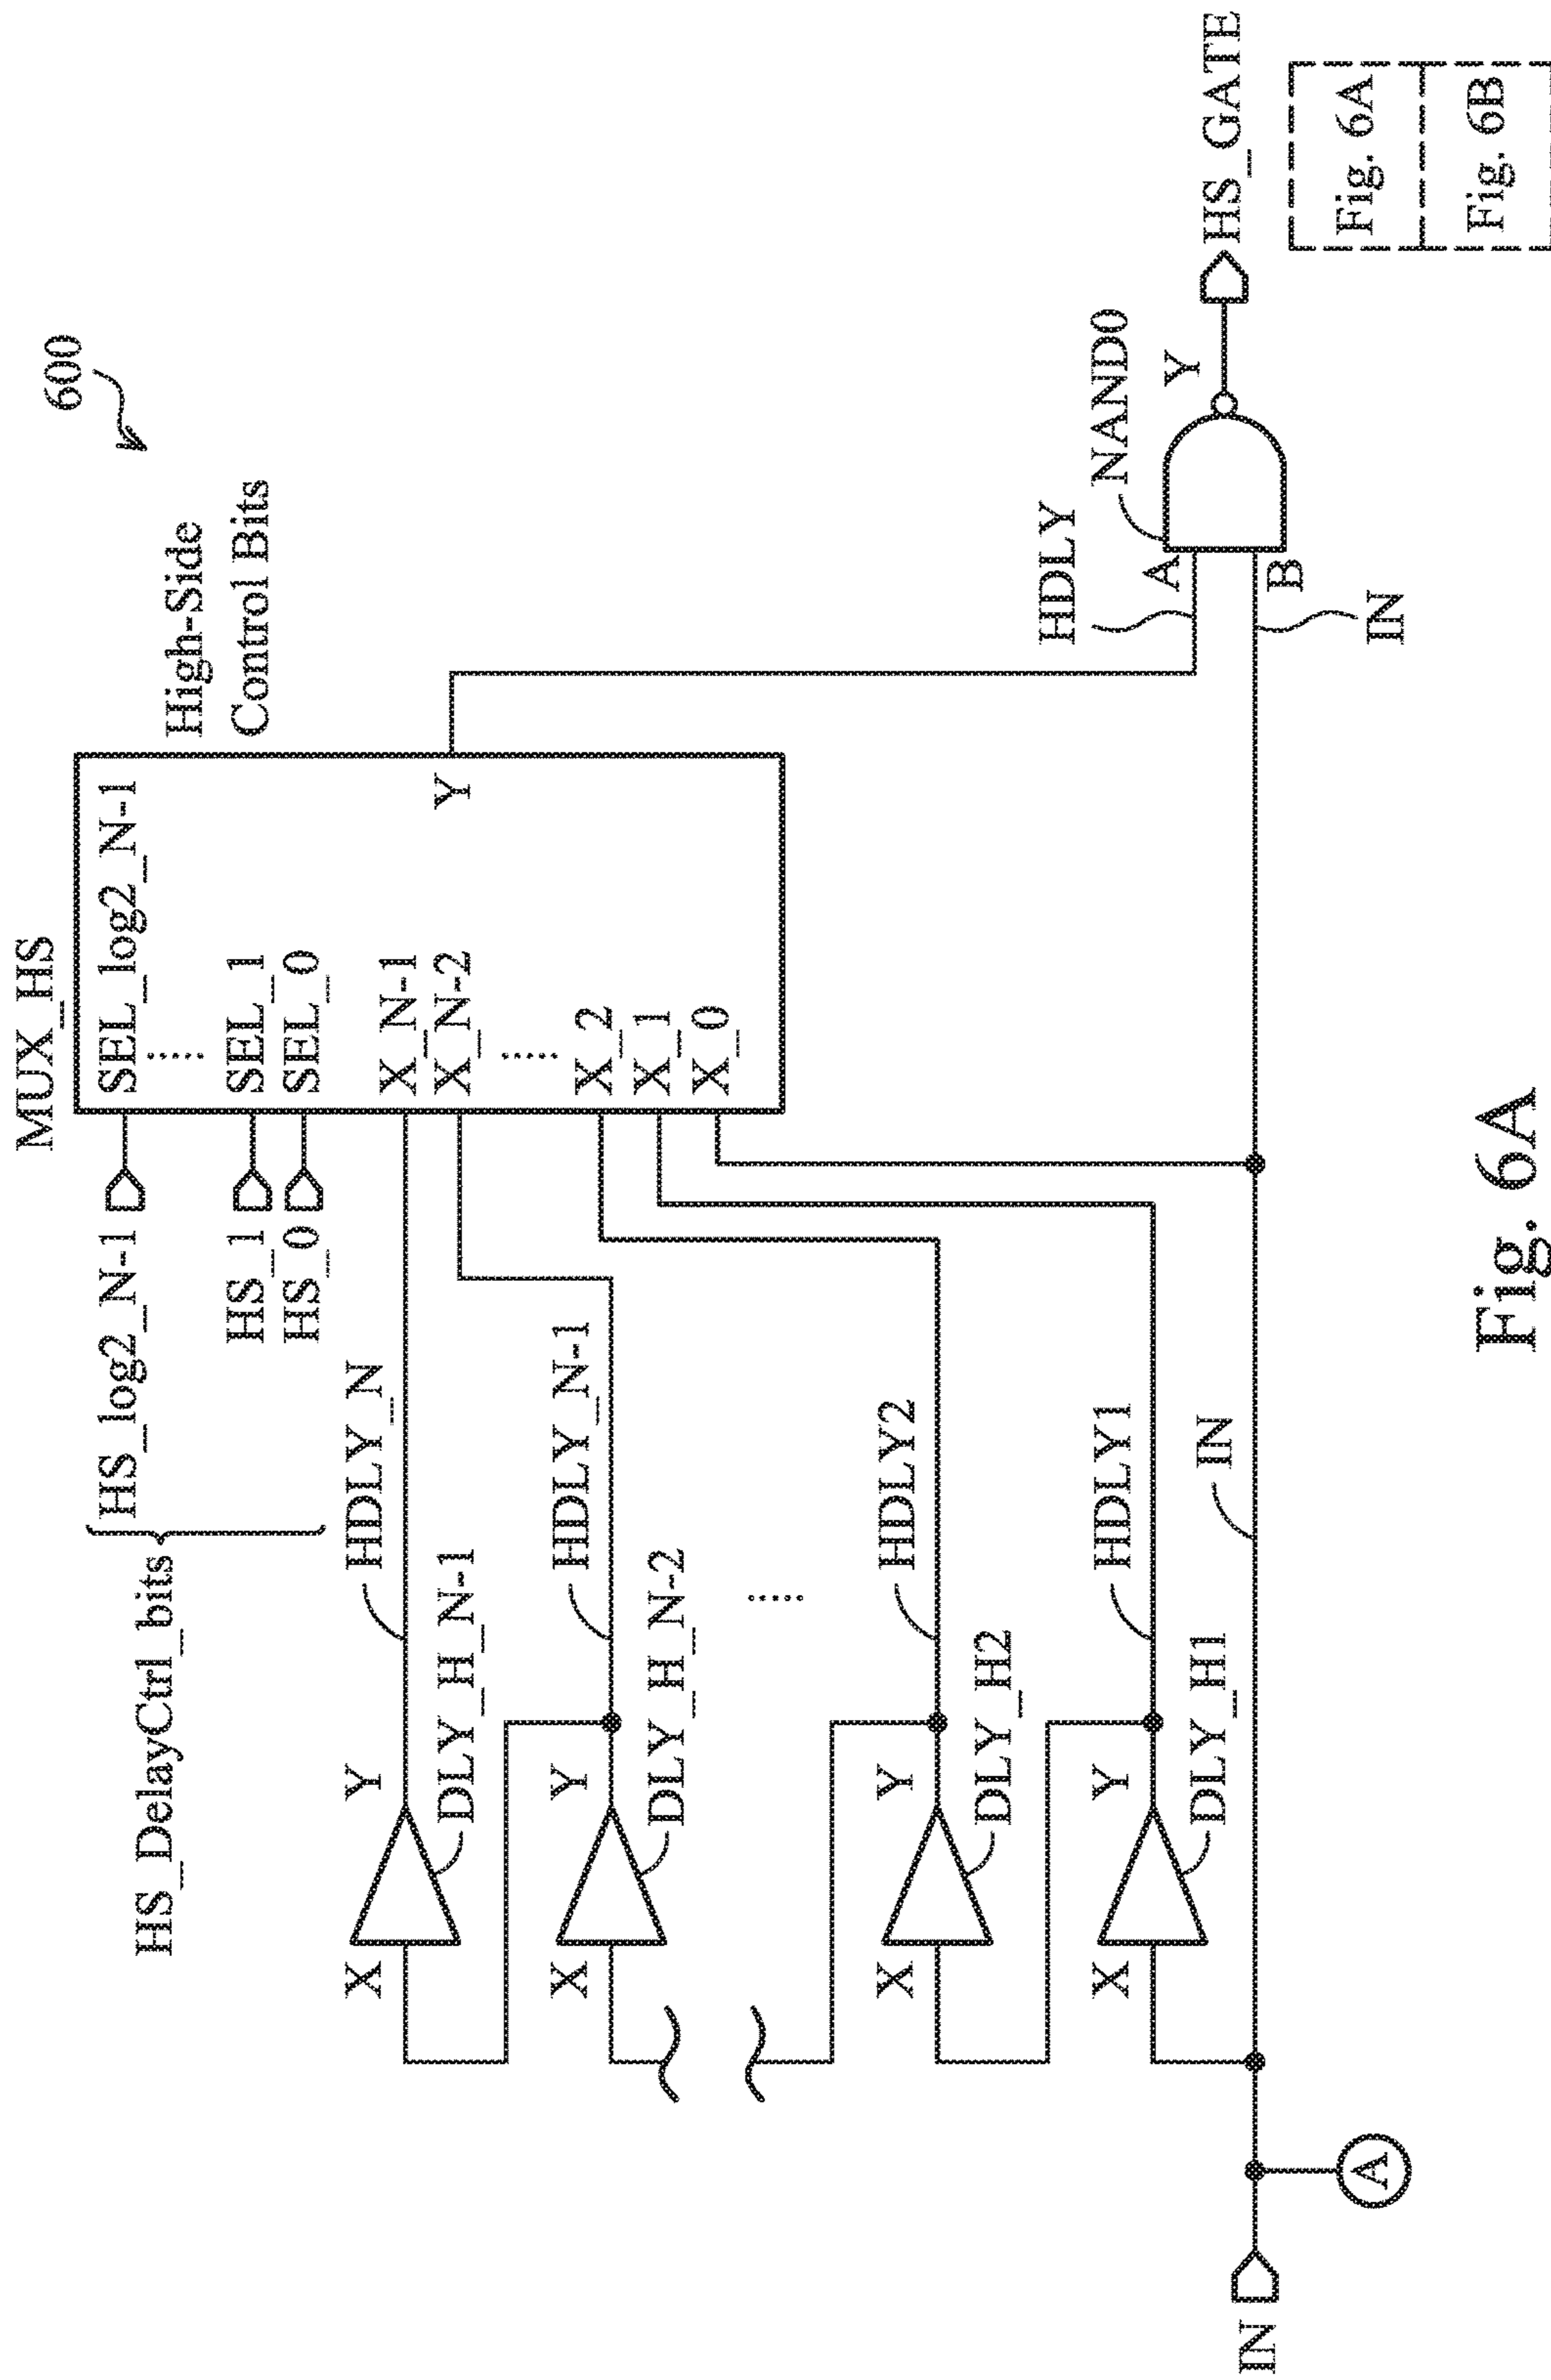 600
MUX_HS
High-Side
Control Bits
HS_DelayCtrl_bits
HS_log2_N-1
SEL_log2_N-1
.....
HS_1
SEL_1
HS_0
SEL_0
X
Y
HDLY_N
X_N-1
DLY_H_N-1
X_N-2
Y
X
Y
HDLY_N-1
.....
DLY_H_N-2
X_2
X_1
X_0
.....
X
Y
HDLY2
DLY_H2
HDLY
X
Y
HDLY1
NAND0
DLY_H1
A
Y
IN
HS_GATE
IN
B
IN
A
Fig. 6A
Fig. 6B
Fig. 6A